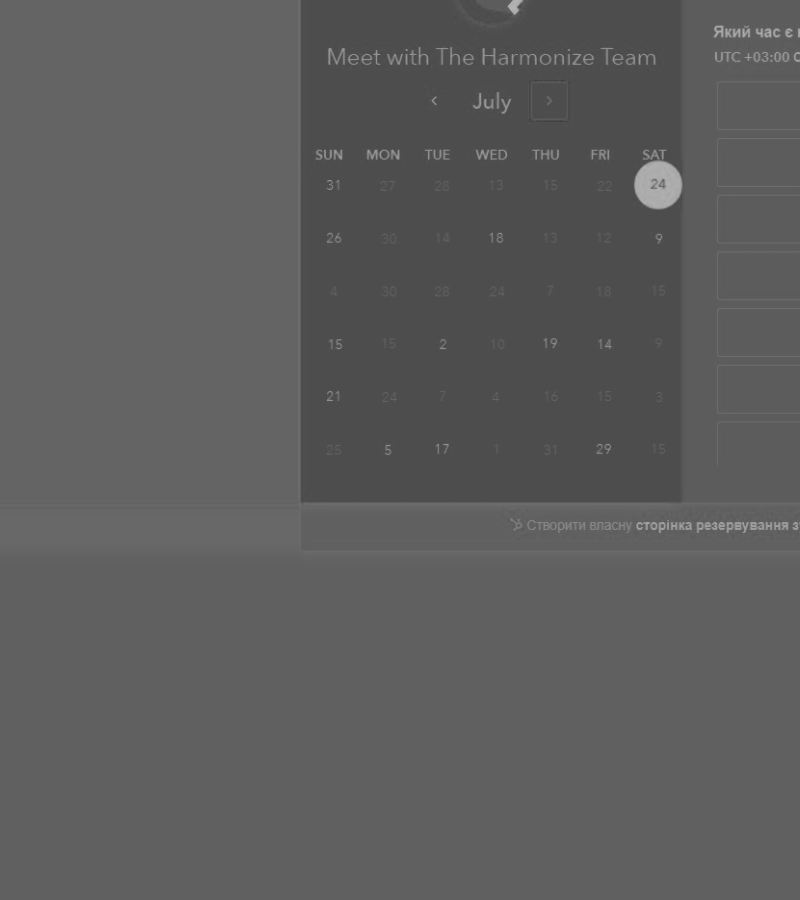 Meet with The Harmonize Team
July
SUN MON TUE WED THU FRI SAT
31 27 28 13 15 22 24
26 30 14 18 13 12 9
4 30 28 24 7 18 15
15 15 2 10 19 14 9
21 24 7 4 16 15 3
25 5 17 1 31 29 15
Який час є
UTC +03:00
Створити власну сторінка резервування